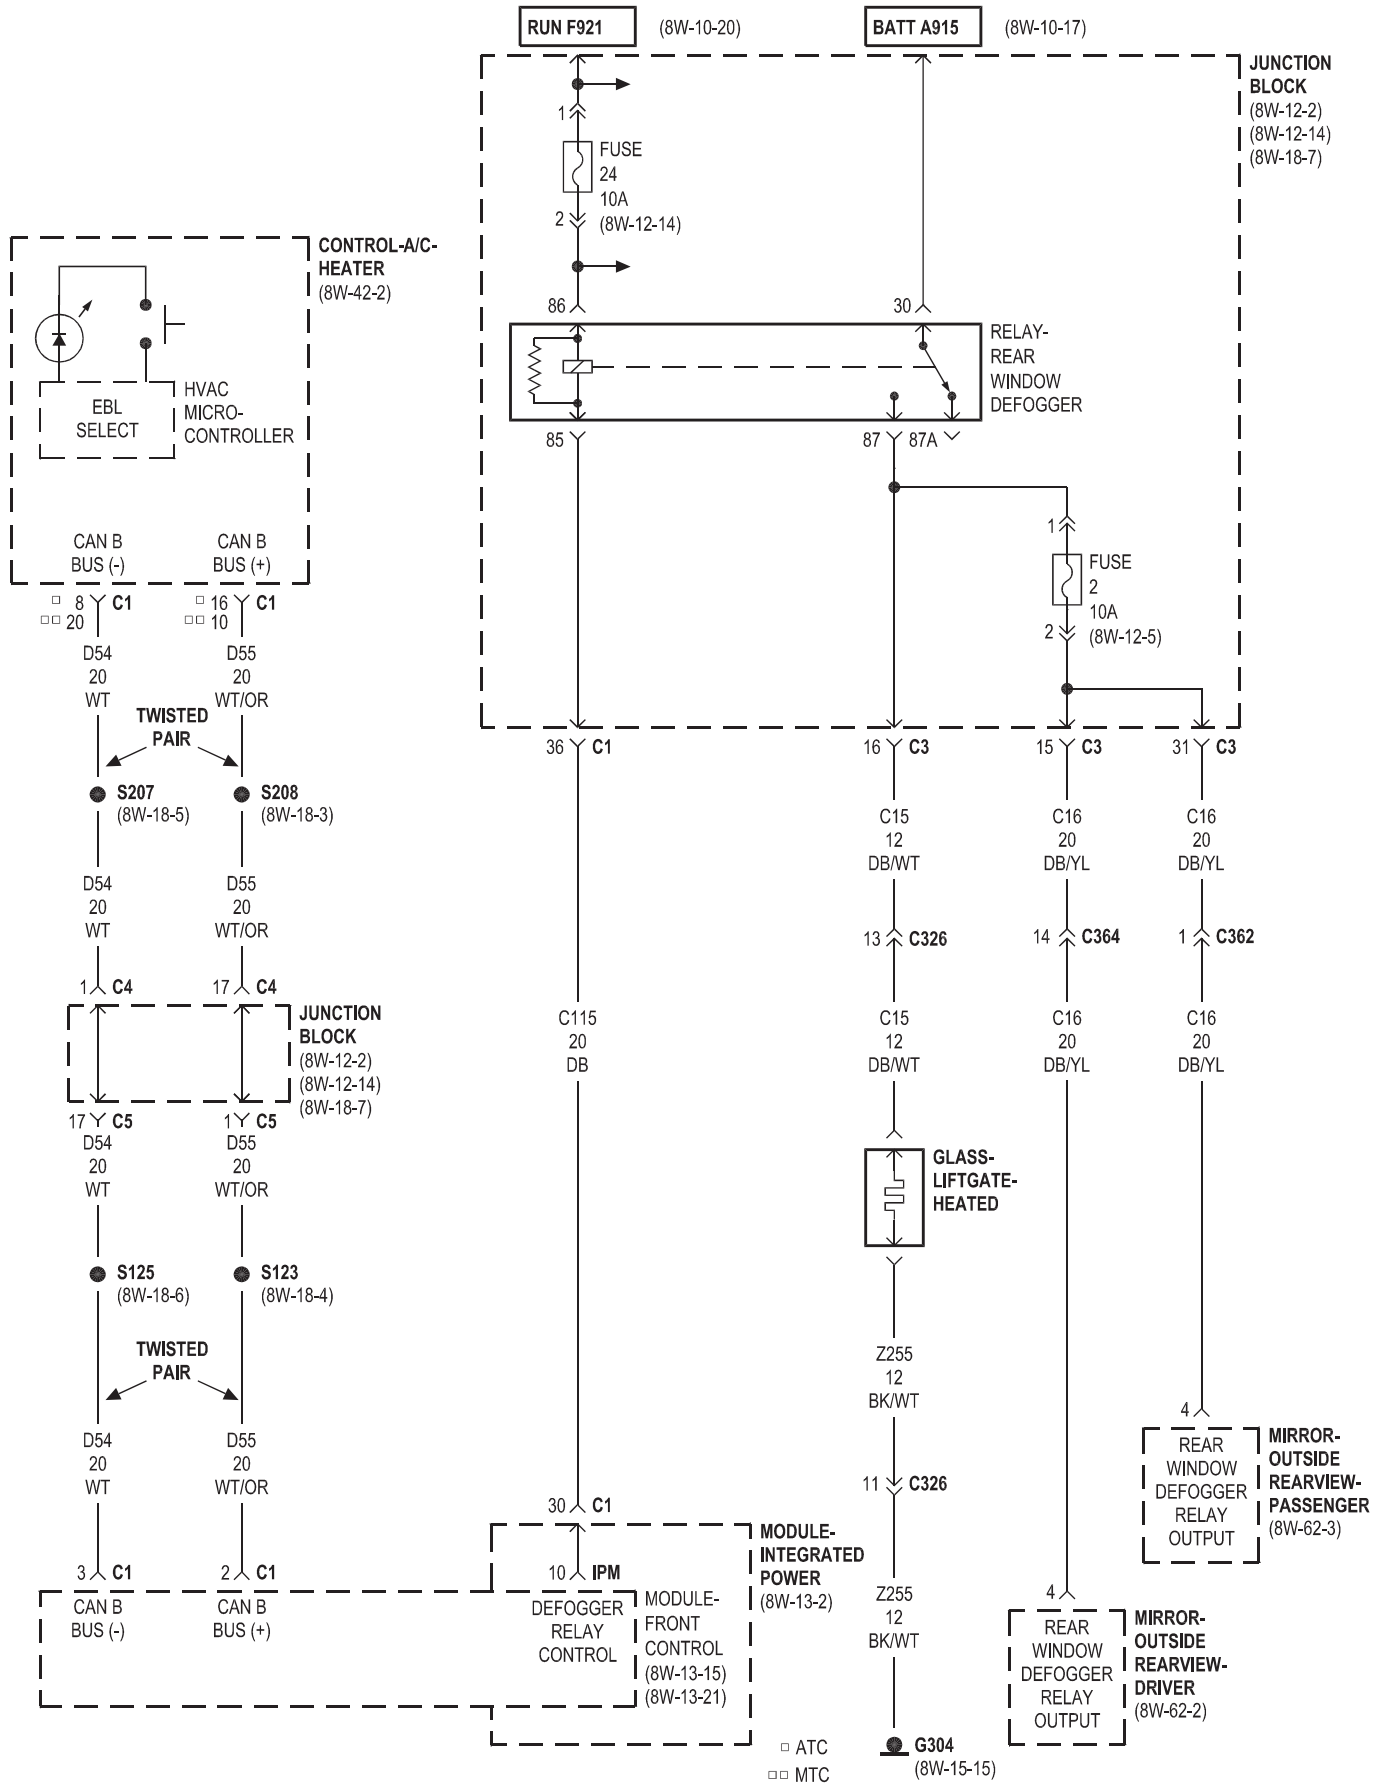 RUN F921 (8W-10-20) BATT A915 (8W-10-17)
JUNCTION
BLOCK
(8W-12-2)
(8W-12-14)
(8W-18-7)
1
FUSE
24
10A
(8W-12-14)
2
86
30
RELAY-
REAR
WINDOW
DEFOGGER
85
87
87A
1
FUSE
2
10A
(8W-12-5)
2
CONTROL-A/C-
HEATER
(8W-42-2)
HVAC
MICRO-
CONTROLLER
EBL
SELECT
CAN B
BUS (-)
CAN B
BUS (+)
8 C1
20
16 C1
10
D54
20
WT
D55
20
WT/OR
TWISTED
PAIR
S207
(8W-18-5)
S208
(8W-18-3)
D54
20
WT
D55
20
WT/OR
1 C4
17 C4
JUNCTION
BLOCK
(8W-12-2)
(8W-12-14)
(8W-18-7)
17 C5
1 C5
D54
20
WT
D55
20
WT/OR
S125
(8W-18-6)
S123
(8W-18-4)
TWISTED
PAIR
D54
20
WT
D55
20
WT/OR
3 C1
2 C1
CAN B
BUS (-)
CAN B
BUS (+)
36 C1
C115
20
DB
30 C1
10 IPM
DEFOGGER
RELAY
CONTROL
MODULE-
FRONT
CONTROL
(8W-13-15)
(8W-13-21)
MODULE-
INTEGRATED
POWER
(8W-13-2)
16 C3
C15
12
DB/WT
13 C326
C15
12
DB/WT
GLASS-
LIFTGATE-
HEATED
Z255
12
BK/WT
11 C326
Z255
12
BK/WT
G304
(8W-15-15)
15 C3
C16
20
DB/YL
14 C364
C16
20
DB/YL
4
REAR
WINDOW
DEFOGGER
RELAY
OUTPUT
MIRROR-
OUTSIDE
REARVIEW-
DRIVER
(8W-62-2)
31 C3
C16
20
DB/YL
1 C362
C16
20
DB/YL
4
REAR
WINDOW
DEFOGGER
RELAY
OUTPUT
MIRROR-
OUTSIDE
REARVIEW-
PASSENGER
(8W-62-3)
ATC
MTC